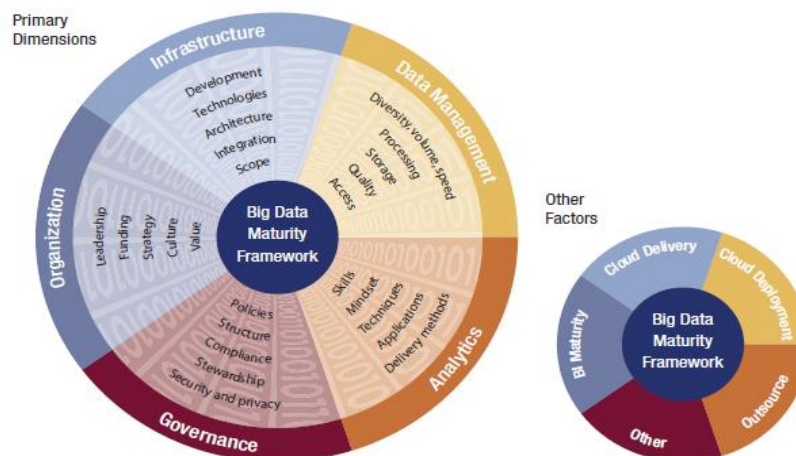 Primary
Dimensions
Infrastructure
Development
Technologies
Architecture
Integration
Scope
Data Management
Diversity, volume, speed
Processing
Storage
Quality
Access
Organization
Leadership
Funding
Strategy
Culture
Value
Big Data
Maturity
Framework
Analytics
Skills
Mindset
Techniques
Applications
Delivery methods
Governance
Policies
Structure
Compliance
Stewardship
Security and privacy
Other
Factors
Cloud Delivery
Cloud Deployment
BI Maturity
Big Data
Maturity
Framework
Outsource
Other